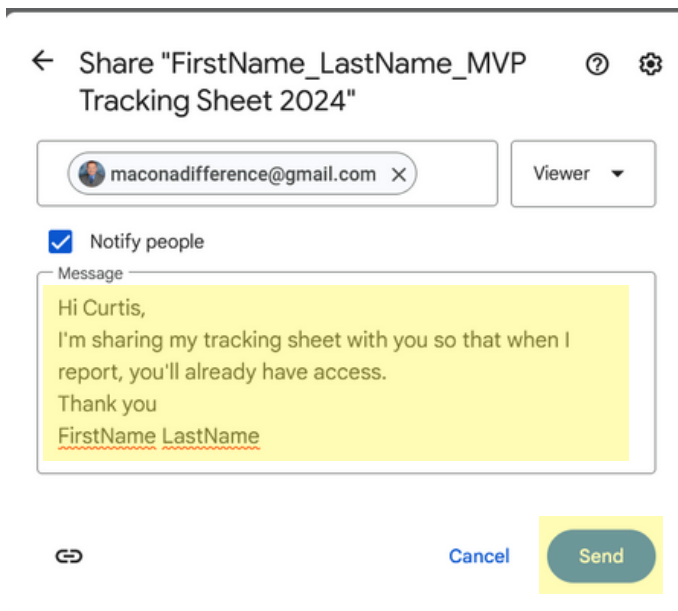 Share "FirstName_LastName_MVP
Tracking Sheet 2024"
maconadifference@gmail.com
Viewer
Notify people
Message
Hi Curtis,
I'm sharing my tracking sheet with you so that when I
report, you'll already have access.
Thank you
FirstName LastName
Cancel
Send